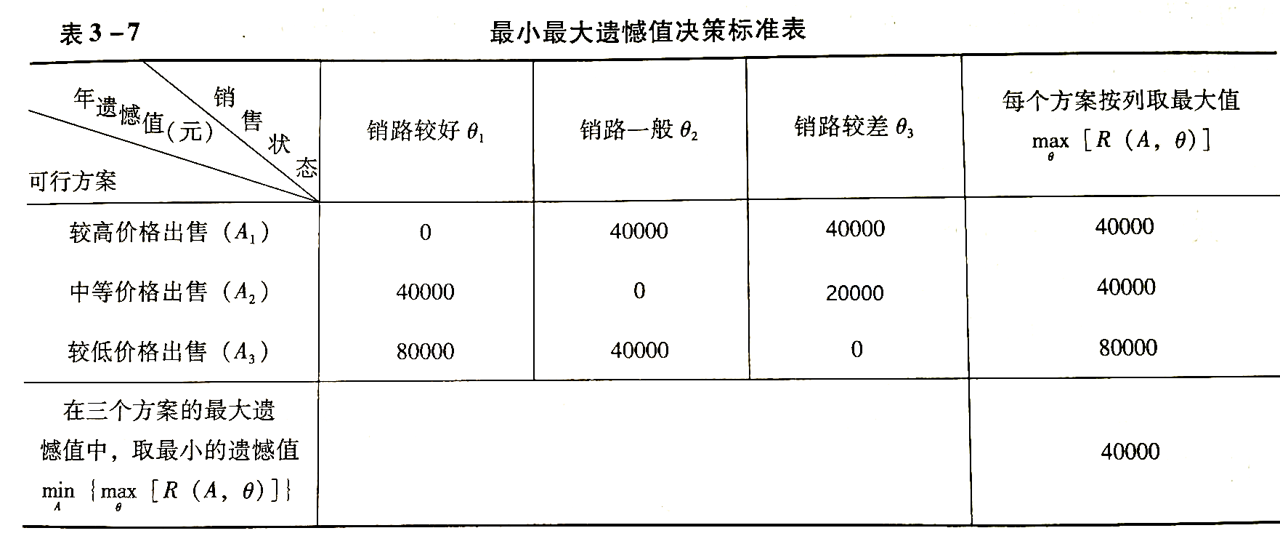 表3-7 最小最大遗憾值决策标准表
年遗憾值(元) 销售状态 可行方案 销路较好 θ₁ 销路一般 θ₂ 销路较差 θ₃ 每个方案按列取最大值
max [R (A, θ)]
θ
较高价格出售 (A₁) 0 40000 40000 40000
中等价格出售 (A₂) 40000 0 20000 40000
较低价格出售 (A₃) 80000 40000 0 80000
在三个方案的最大遗
憾值中，取最小的遗憾值 40000
min {max [R (A, θ)]}
A θ